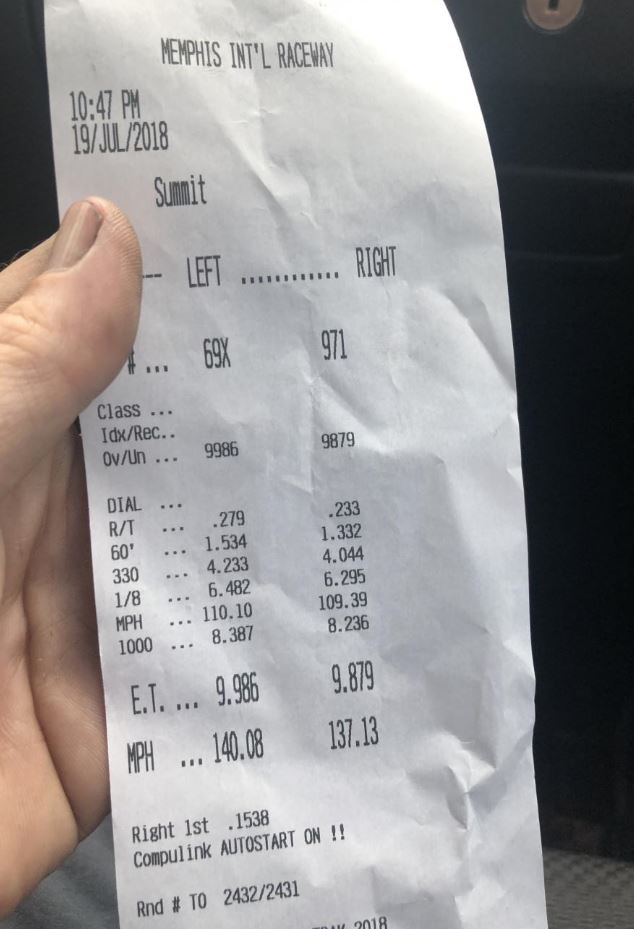 MEMPHIS INT'L RACEWAY
10:47 PM
19/JUL/2018
Summit
--- LEFT ............ RIGHT
# ... 69X 971
Class ...
Idx/Rec..
Ov/Un ... 9986 9879
DIAL ...
R/T ... .279 .233
60' ... 1.534 1.332
330 ... 4.233 4.044
1/8 ... 6.482 6.295
MPH ... 110.10 109.39
1000 ... 8.387 8.236
E.T. ... 9.986 9.879
MPH ... 140.08 137.13
Right 1st .1538
Compulink AUTOSTART ON !!
Rnd # TO 2432/2431
2018